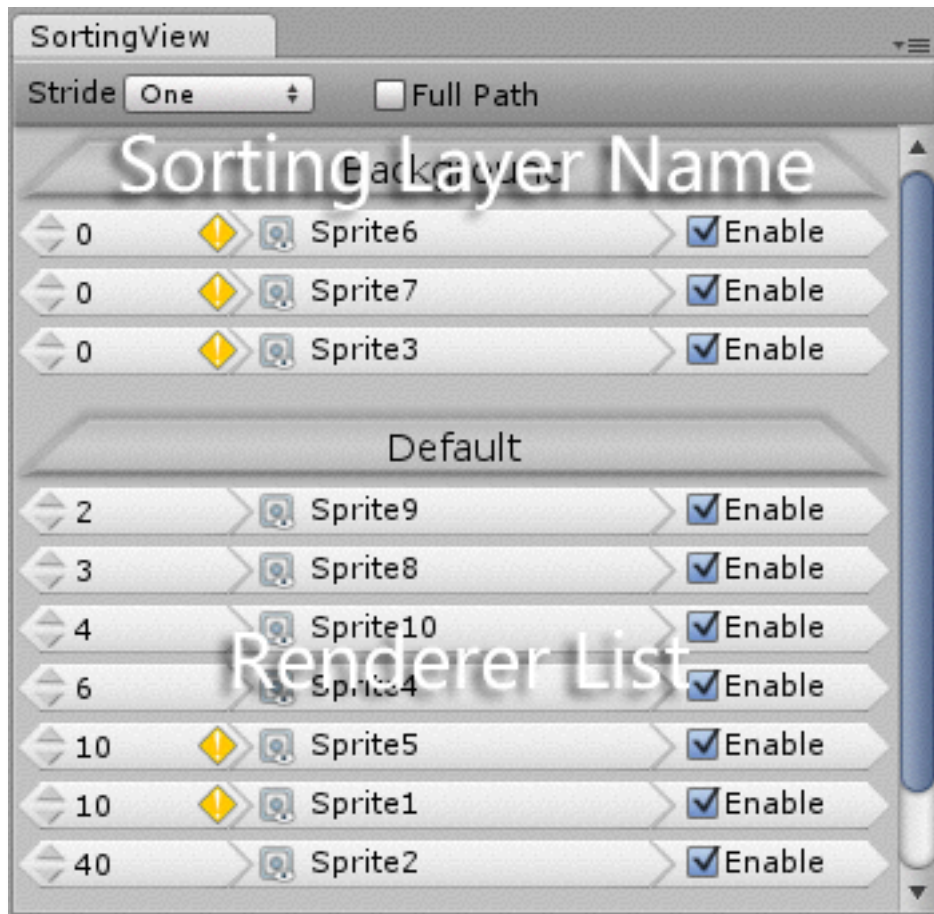 SortingView
Stride One Full Path
Sorting Layer Name
Background
0 Sprite6 Enable
0 Sprite7 Enable
0 Sprite3 Enable
Default
2 Sprite9 Enable
3 Sprite8 Enable
4 Sprite10 Enable
Renderer List
6 Sprite4 Enable
10 Sprite5 Enable
10 Sprite1 Enable
40 Sprite2 Enable